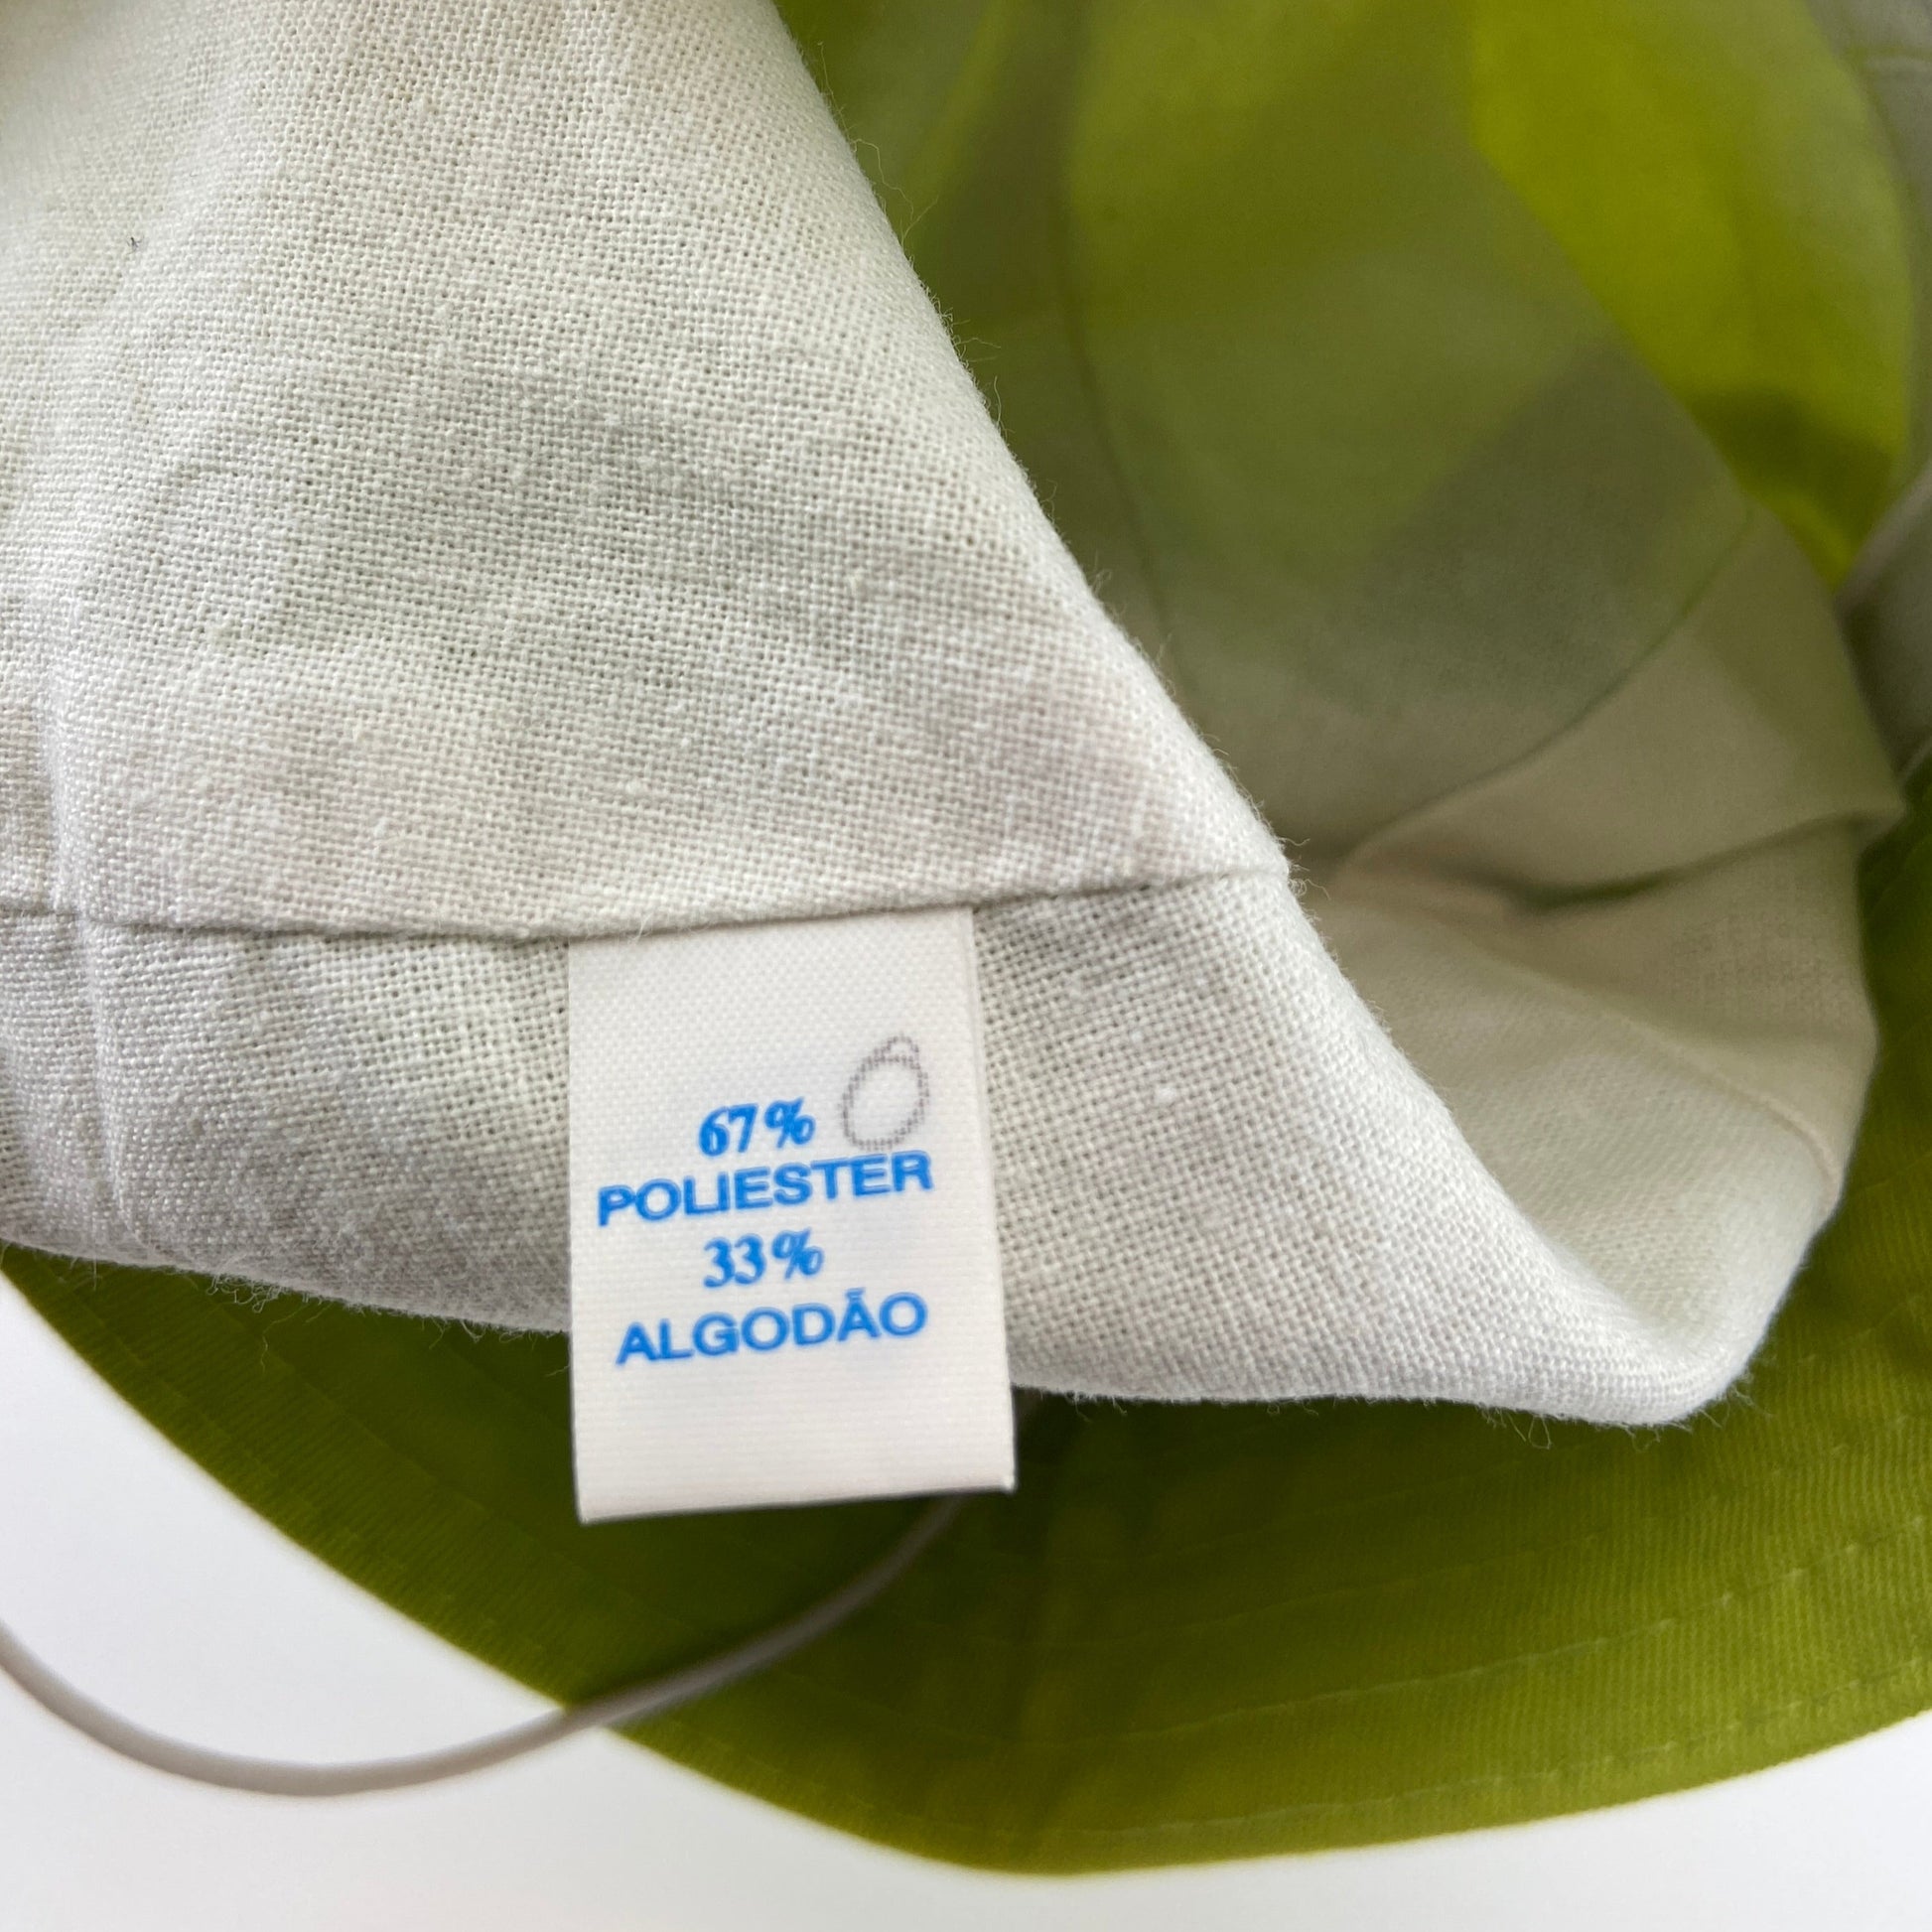 67%
POLIESTER
33%
ALGODÃO